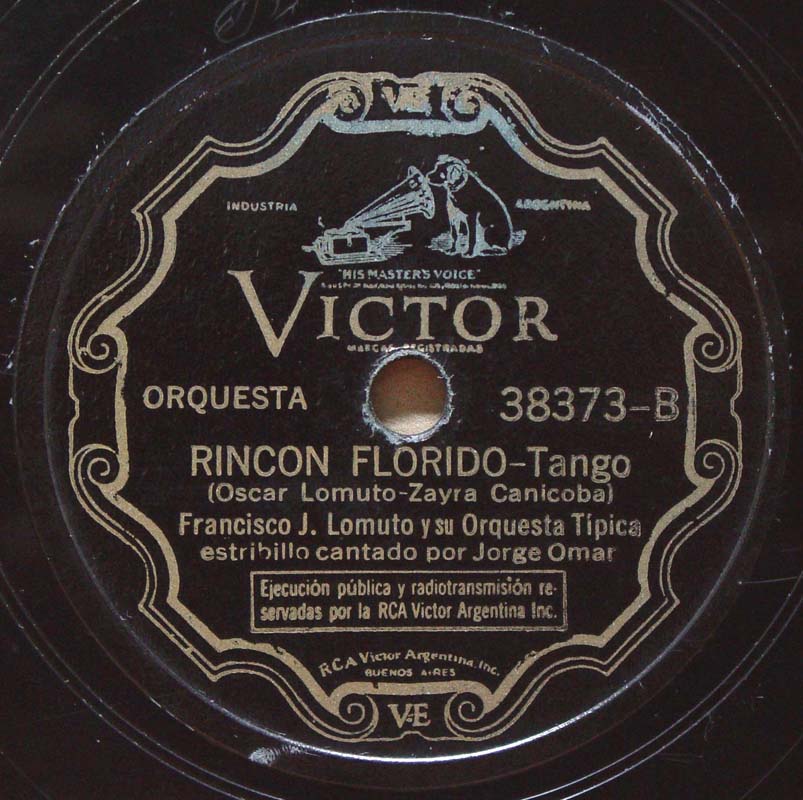 VE
INDUSTRIA
ARGENTINA
"HIS MASTER'S VOICE"
VICTOR
MARCAS REGISTRADAS
ORQUESTA
38373-B
RINCON FLORIDO-Tango
(Oscar Lomuto-Zayra Canicoba)
Francisco J. Lomuto y su Orquesta Típica
estribillo cantado por Jorge Omar
Ejecución pública y radiotransmisión re-
servadas por la RCA Victor Argentina Inc.
RCA Victor Argentina, Inc.
BUENOS AIRES
V-E